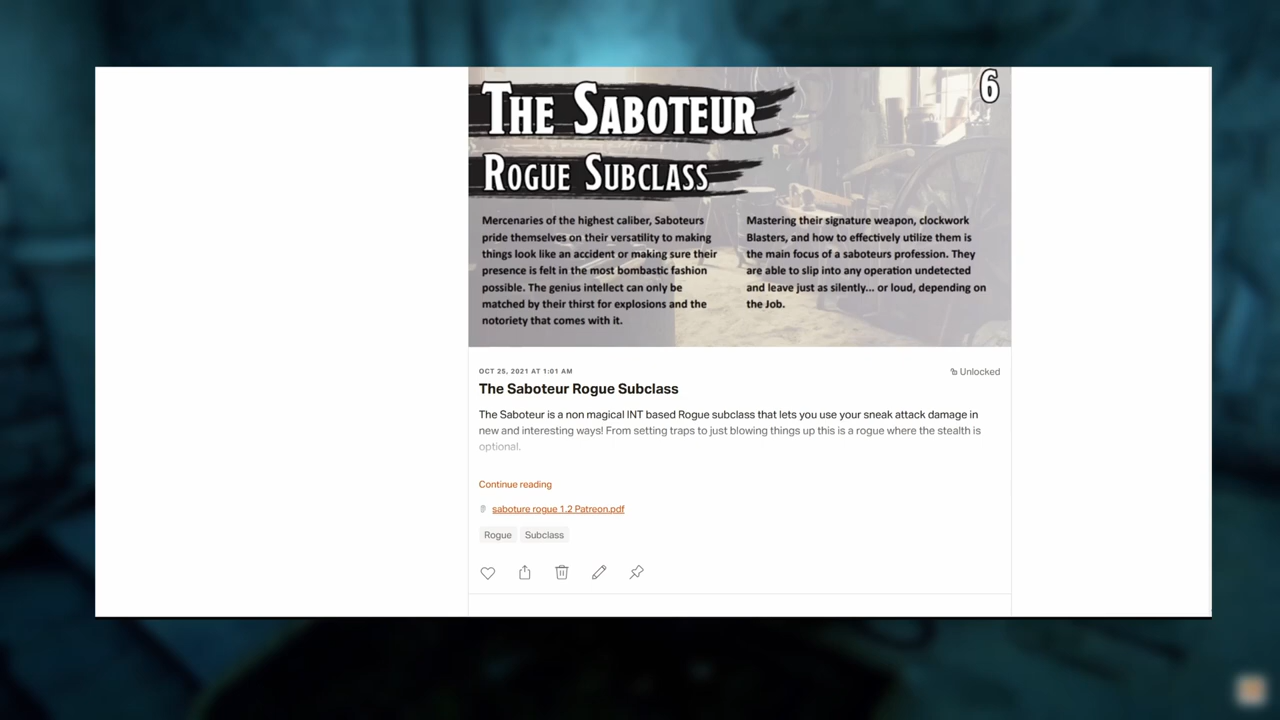 6
The Saboteur
Rogue Subclass
Mercenaries of the highest caliber, Saboteurs
pride themselves on their versatility to making
things look like an accident or making sure their
presence is felt in the most bombastic fashion
possible. The genius intellect can only be
matched by their thirst for explosions and the
notoriety that comes with it.
Mastering their signature weapon, clockwork
Blasters, and how to effectively utilize them is
the main focus of a saboteurs profession. They
are able to slip into any operation undetected
and leave just as silently... or loud, depending on
the Job.
OCT 25, 2021 AT 1:01 AM
Unlocked
The Saboteur Rogue Subclass
The Saboteur is a non magical INT based Rogue subclass that lets you use your sneak attack damage in
new and interesting ways! From setting traps to just blowing things up this is a rogue where the stealth is
optional.
Continue reading
saboture rogue 1.2 Patreon.pdf
Rogue Subclass